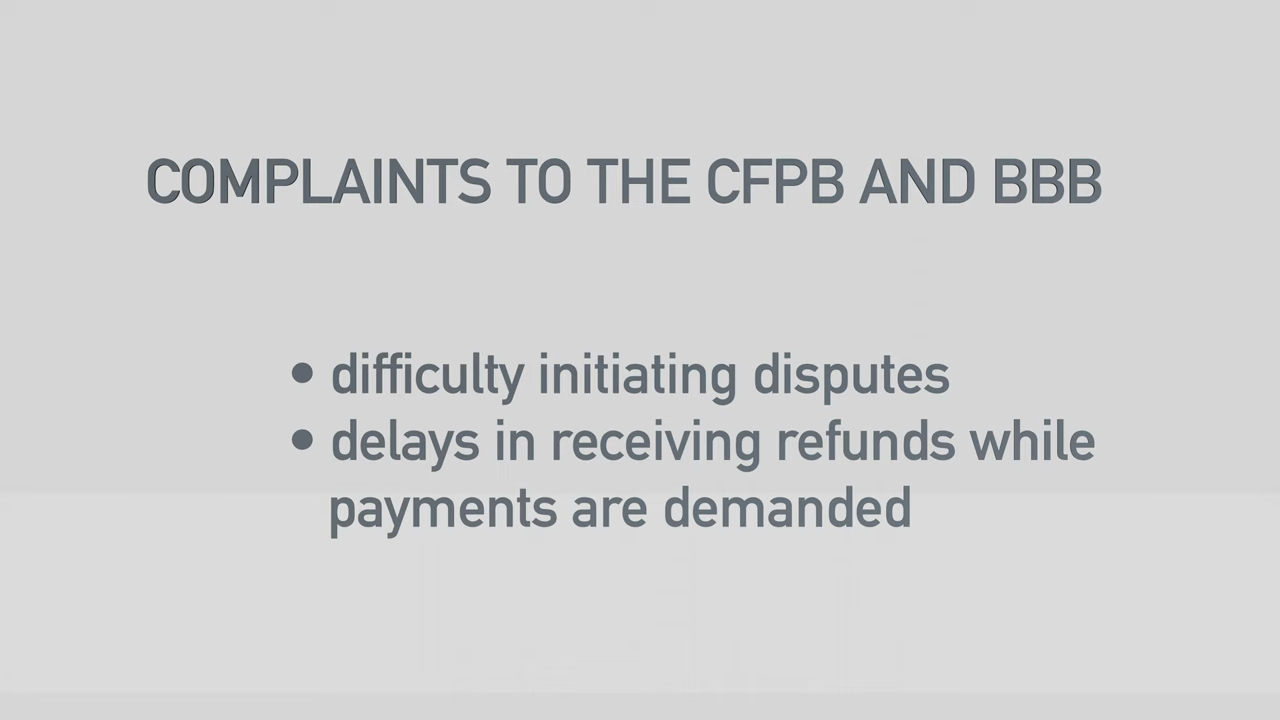 COMPLAINTS TO THE CFPB AND BBB
• difficulty initiating disputes
• delays in receiving refunds while
payments are demanded